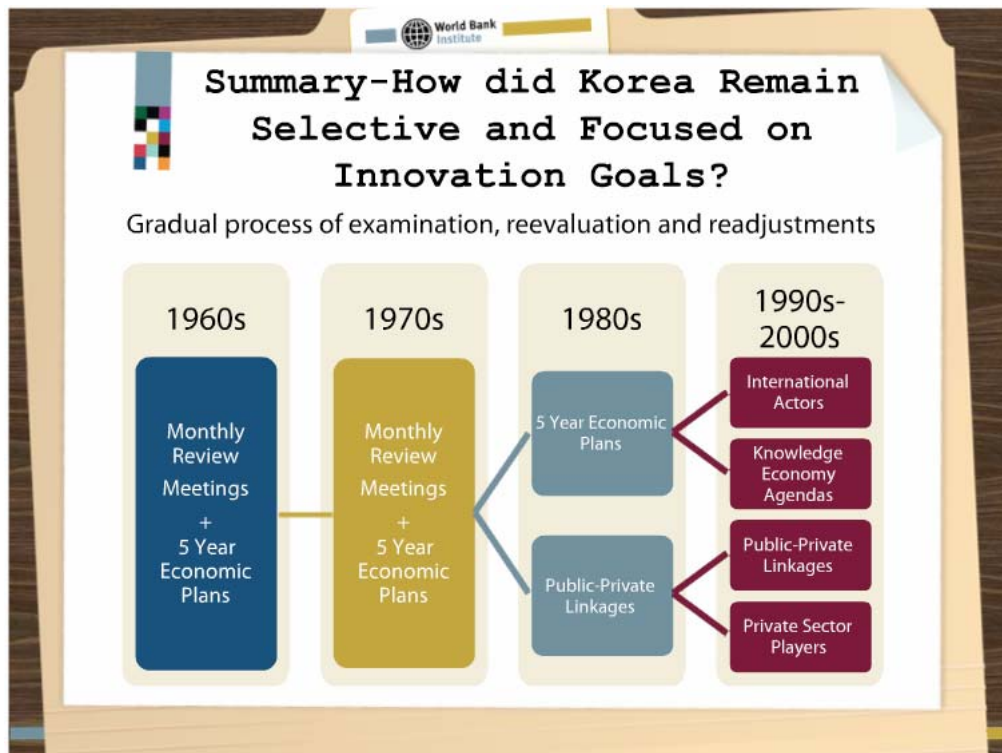 World Bank
Institute
Summary-How did Korea Remain
Selective and Focused on
Innovation Goals?
Gradual process of examination, reevaluation and readjustments
1960s
Monthly
Review
Meetings
+
5 Year
Economic
Plans
1970s
Monthly
Review
Meetings
+
5 Year
Economic
Plans
1980s
5 Year Economic
Plans
Public-Private
Linkages
1990s-
2000s
International
Actors
Knowledge
Economy
Agendas
Public-Private
Linkages
Private Sector
Players